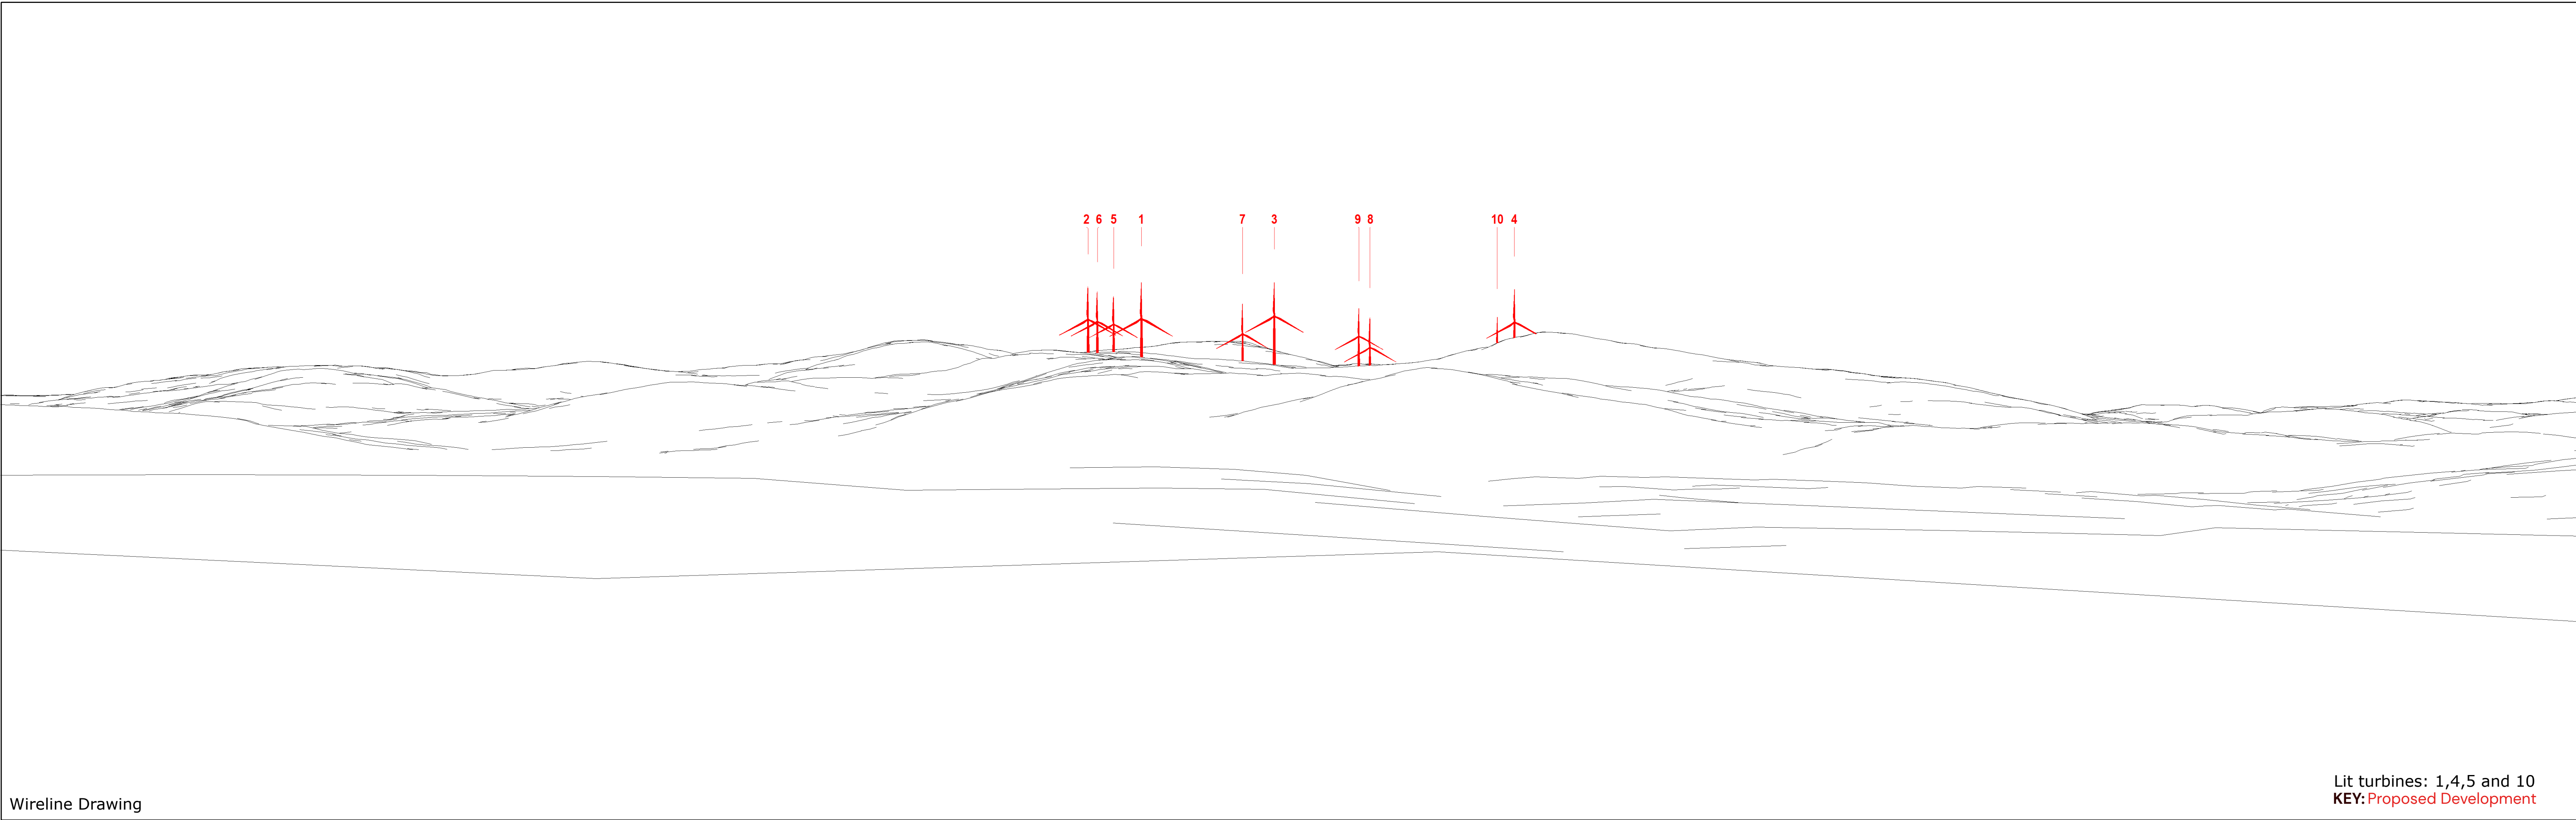 2 6 5 1 7 3 9 8 10 4
Lit turbines: 1,4,5 and 10
Wireline Drawing
KEY: Proposed Development